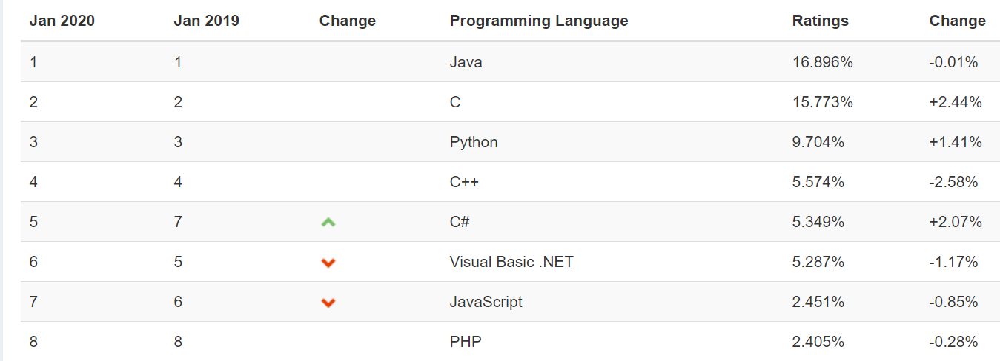 Jan 2020 Jan 2019 Change Programming Language Ratings Change
1 1 Java 16.896% -0.01%
2 2 C 15.773% +2.44%
3 3 Python 9.704% +1.41%
4 4 C++ 5.574% -2.58%
5 7 C# 5.349% +2.07%
6 5 Visual Basic .NET 5.287% -1.17%
7 6 JavaScript 2.451% -0.85%
8 8 PHP 2.405% -0.28%